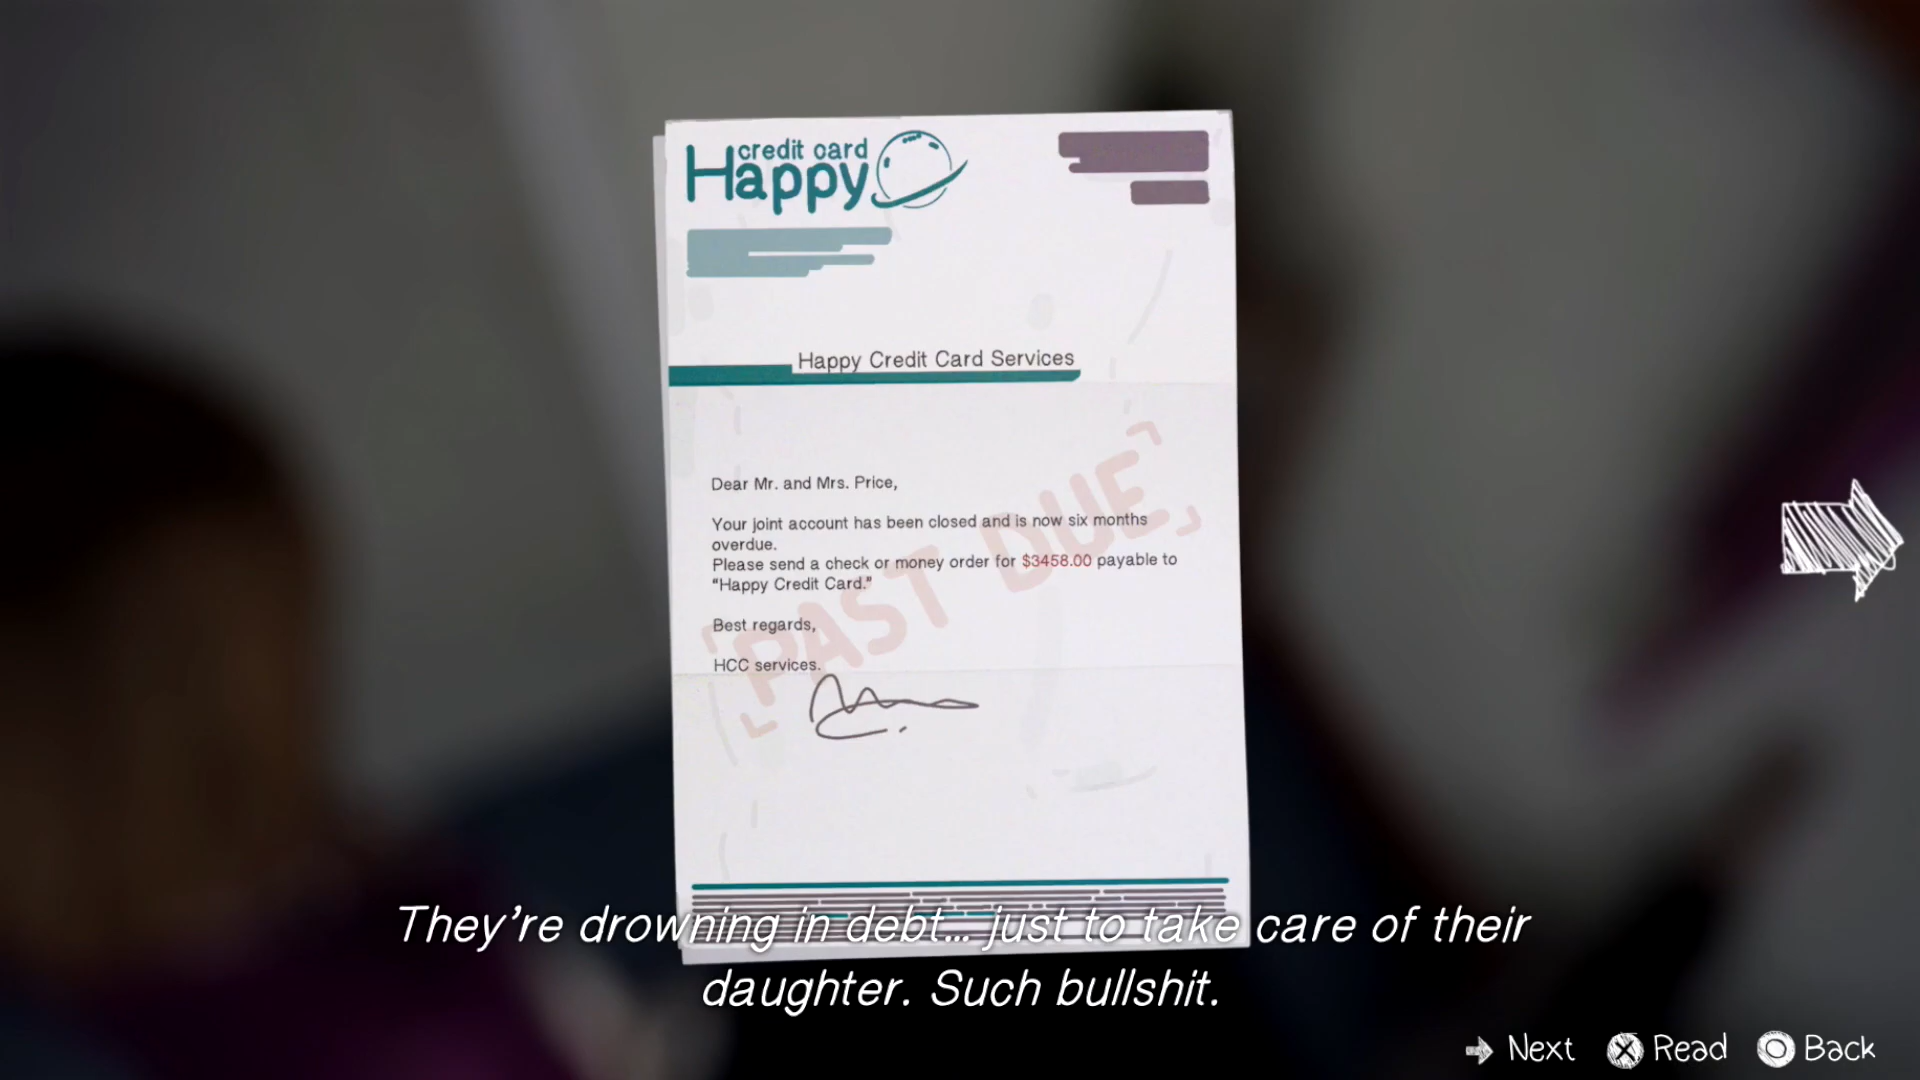 credit card
Happy
Happy Credit Card Services
Dear Mr. and Mrs. Price,
Your joint account has been closed and is now six months
overdue.
Please send a check or money order for $3458.00 payable to
“Happy Credit Card.”
PAST DUE
Best regards,
HCC services.
They’re drowning in debt... just to take care of their
daughter. Such bullshit.
Next Read Back